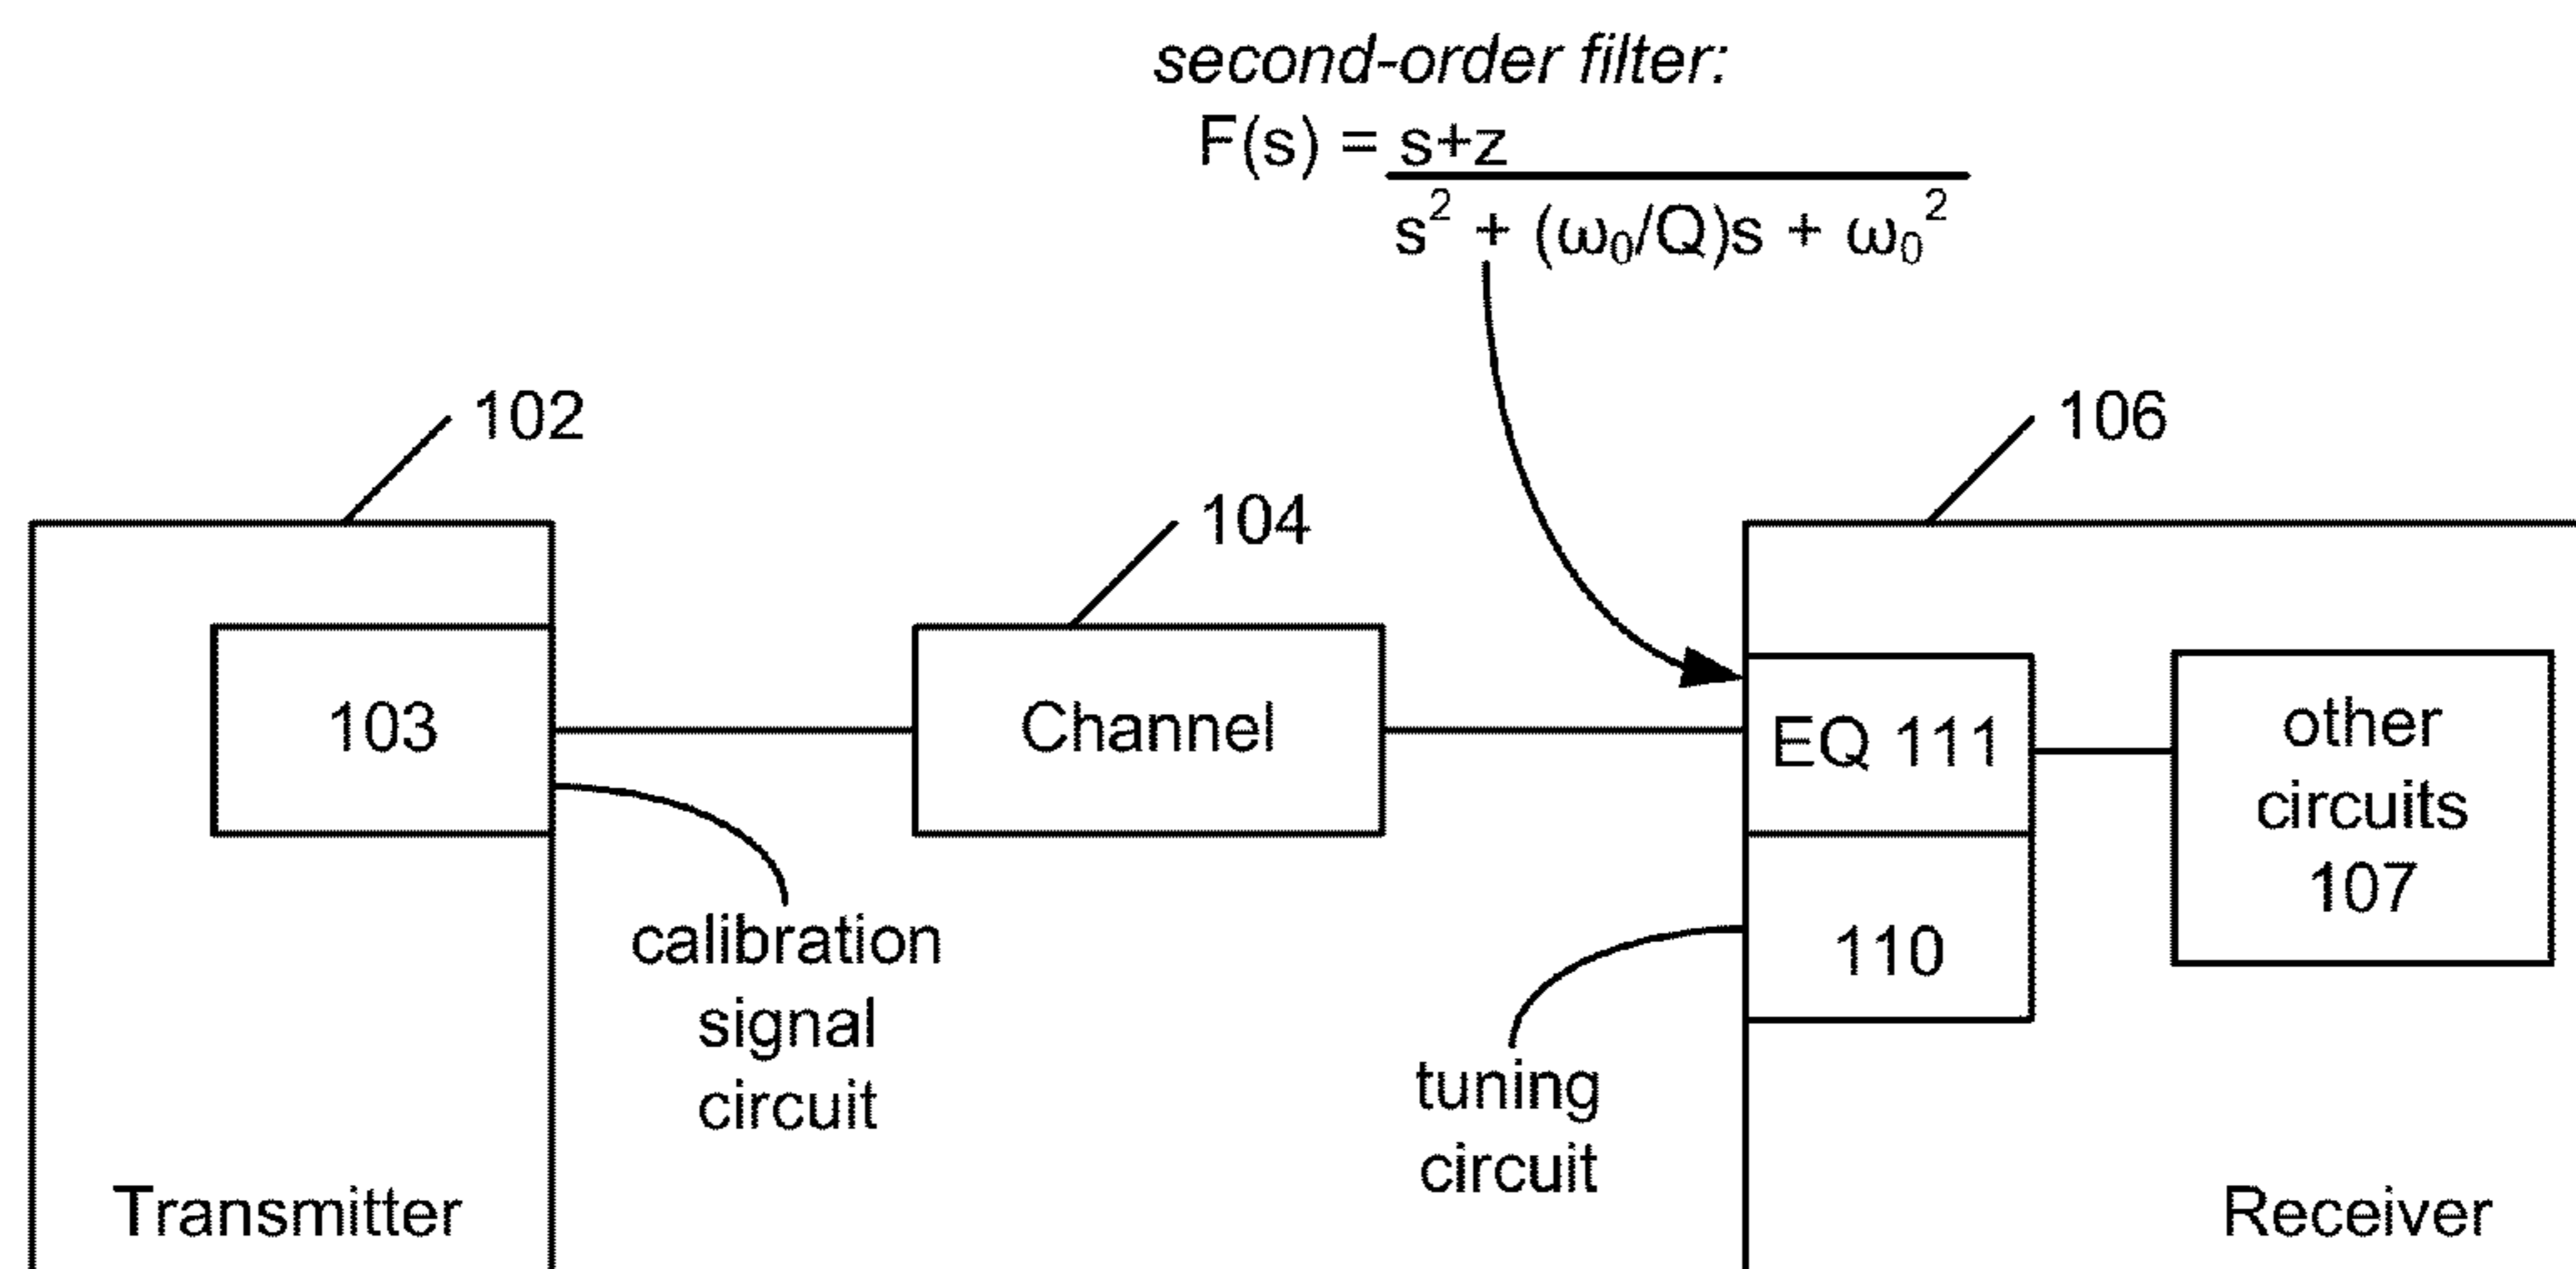 second-order filter:
F(s) = s+z
s² + (ω₀/Q)s + ω₀²
102
106
104
103
Channel
EQ 111
other
circuits
107
110
calibration
signal
circuit
tuning
circuit
Transmitter
Receiver